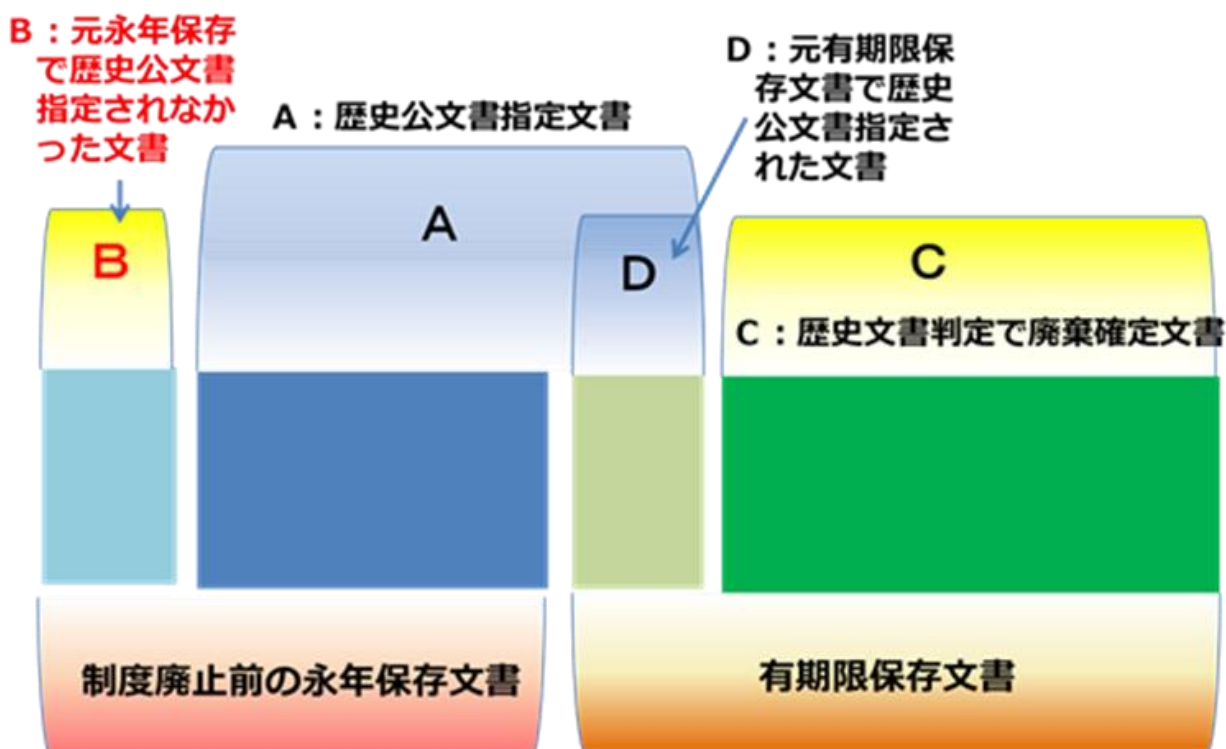 B：元永年保存
で歴史公文書
指定されなか
った文書
A：歴史公文書指定文書
D：元有期限保
存文書で歴史
公文書指定さ
れた文書
B
A
D
C
C：歴史文書判定で廃棄確定文書
制度廃止前の永年保存文書
有期限保存文書